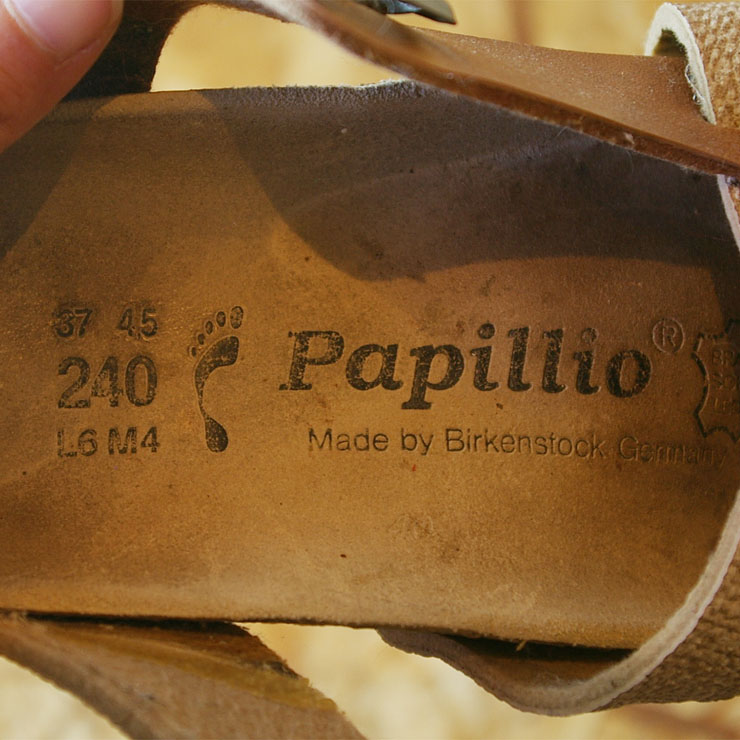 37 4.5
240
L6 M4
Papillio®
Made by Birkenstock Germany